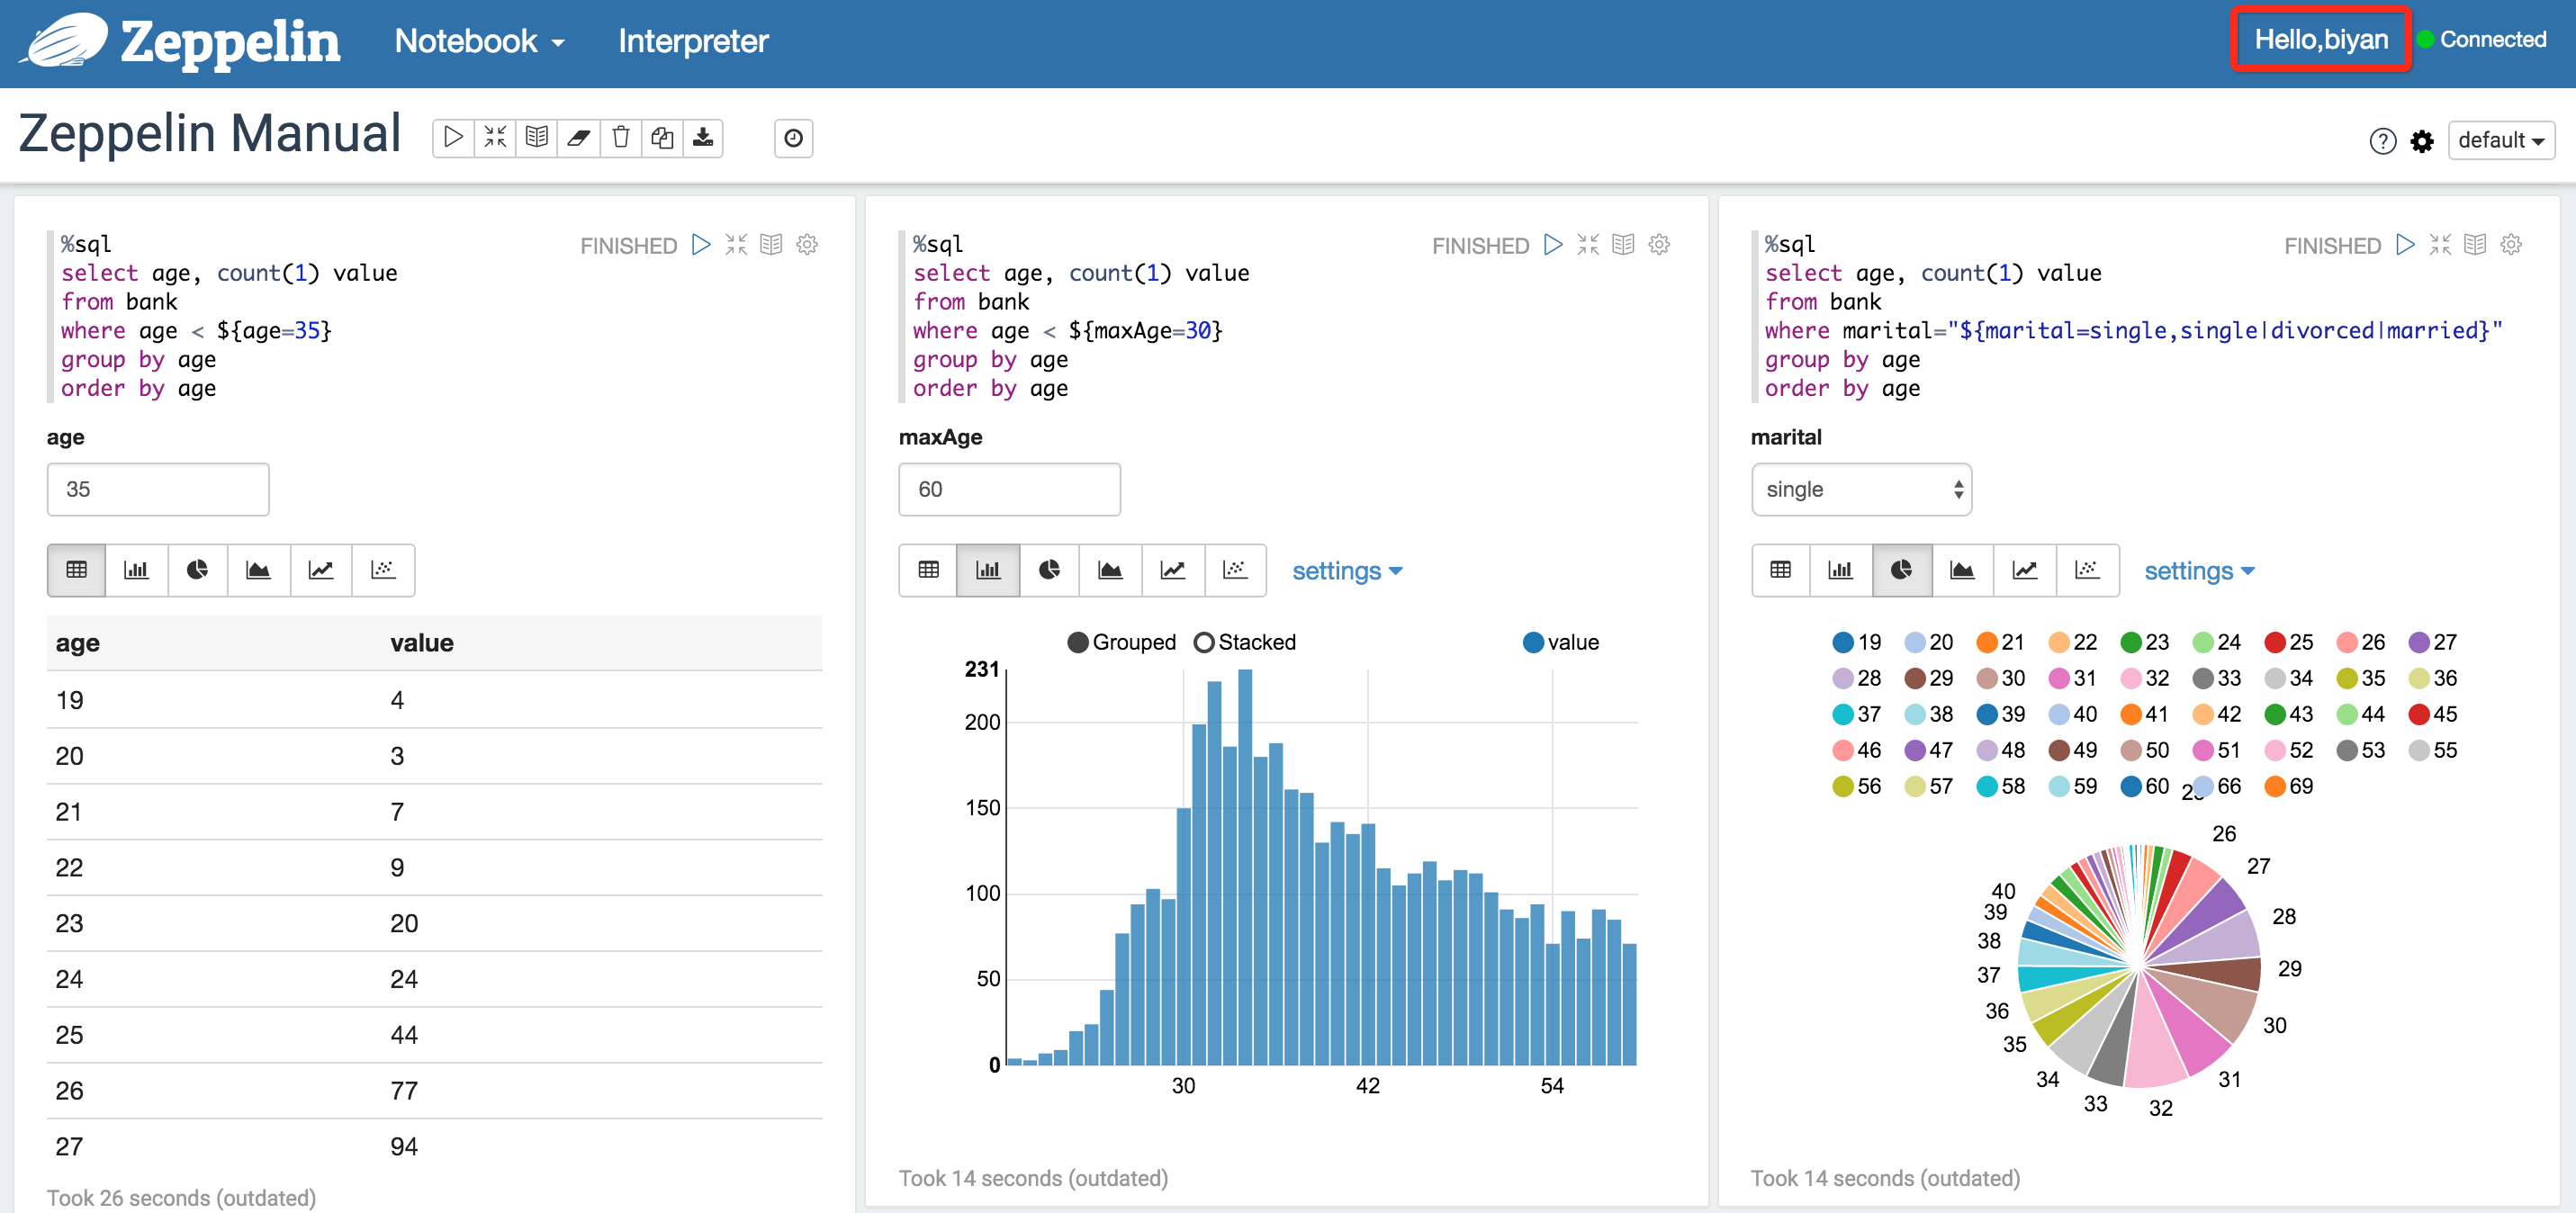 Zeppelin Notebook Interpreter Hello,biyan Connected
Zeppelin Manual default
%sql FINISHED
select age, count(1) value
from bank
where age < ${age=35}
group by age
order by age
age
35
age value
19 4
20 3
21 7
22 9
23 20
24 24
25 44
26 77
27 94
Took 26 seconds (outdated)
%sql FINISHED
select age, count(1) value
from bank
where age < ${maxAge=30}
group by age
order by age
maxAge
60
settings
Grouped Stacked value
231
200
150
100
50
0
30 42 54
Took 14 seconds (outdated)
%sql FINISHED
select age, count(1) value
from bank
where marital="${marital=single,single|divorced|married}"
group by age
order by age
marital
single
settings
19 20 21 22 23 24 25 26 27
28 29 30 31 32 33 34 35 36
37 38 39 40 41 42 43 44 45
46 47 48 49 50 51 52 53 55
56 57 58 59 60 66 69
26
27
28
29
30
31
32
33
34
35
36
37
38
39
40
Took 14 seconds (outdated)